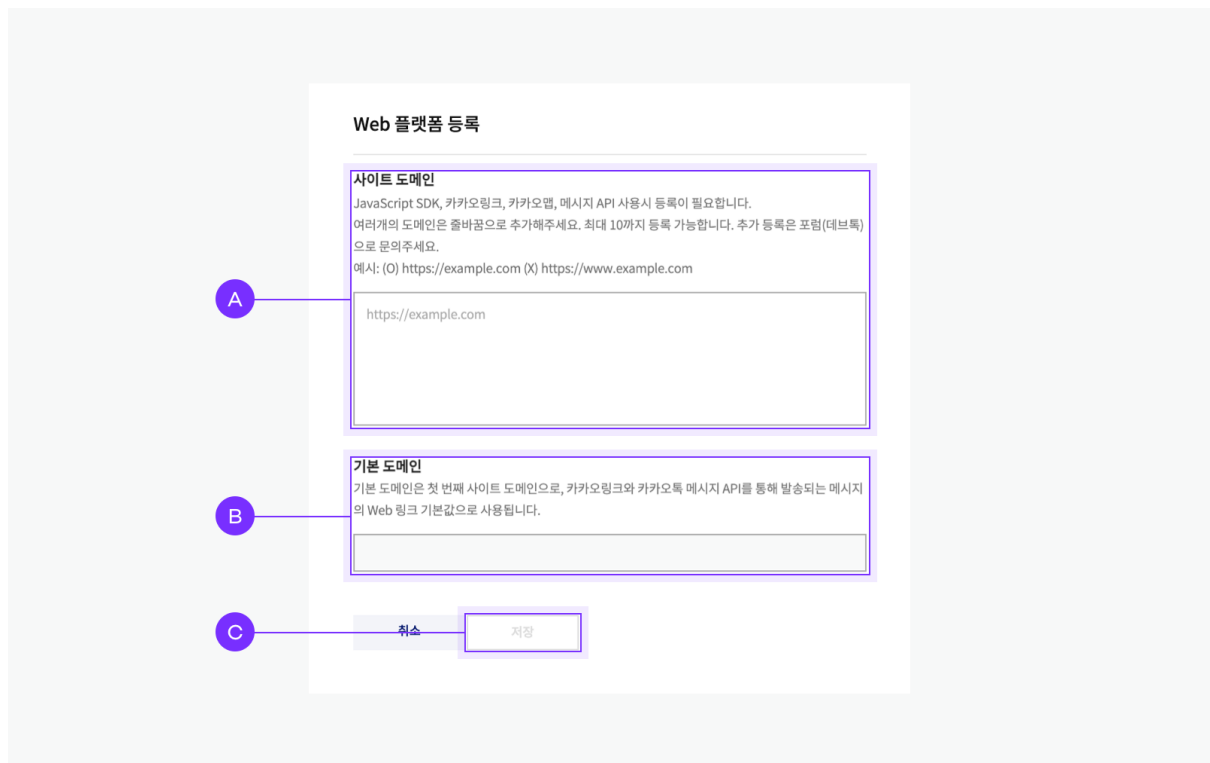 Web 플랫폼 등록
사이트 도메인
JavaScript SDK, 카카오링크, 카카오맵, 메시지 API 사용시 등록이 필요합니다.
여러개의 도메인은 줄바꿈으로 추가해주세요. 최대 10까지 등록 가능합니다. 추가 등록은 포럼(데브톡)
으로 문의주세요.
예시: (O) https://example.com (X) https://www.example.com
A
https://example.com
기본 도메인
기본 도메인은 첫 번째 사이트 도메인으로, 카카오링크와 카카오톡 메시지 API를 통해 발송되는 메시지
의 Web 링크 기본값으로 사용됩니다.
B
C
취소
저장